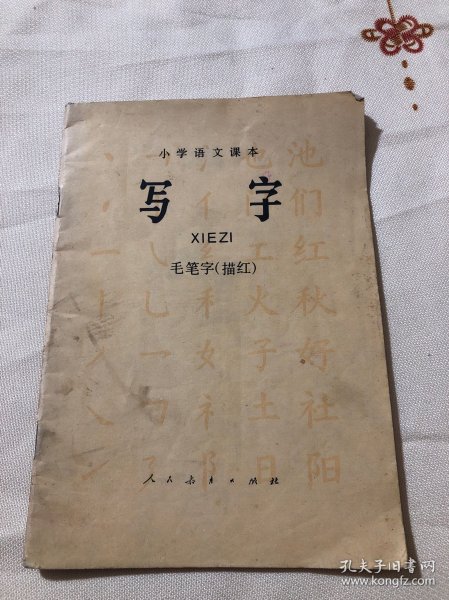 小学语文课本
写字
XIEZI
毛笔字(描红)
池们红秋好社阳
工火子土日
人民教育出版社
孔夫子旧书网
www.kongfz.com